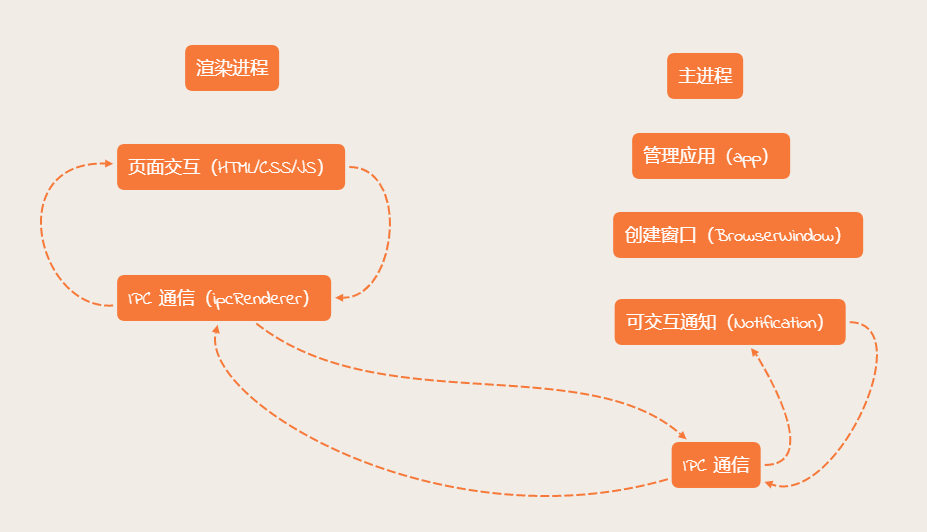 渲染进程
主进程
页面交互（HTML/CSS/JS）
管理应用（app）
创建窗口（BrowserWindow）
IPC 通信（ipcRenderer）
可交互通知（Notification）
IPC 通信